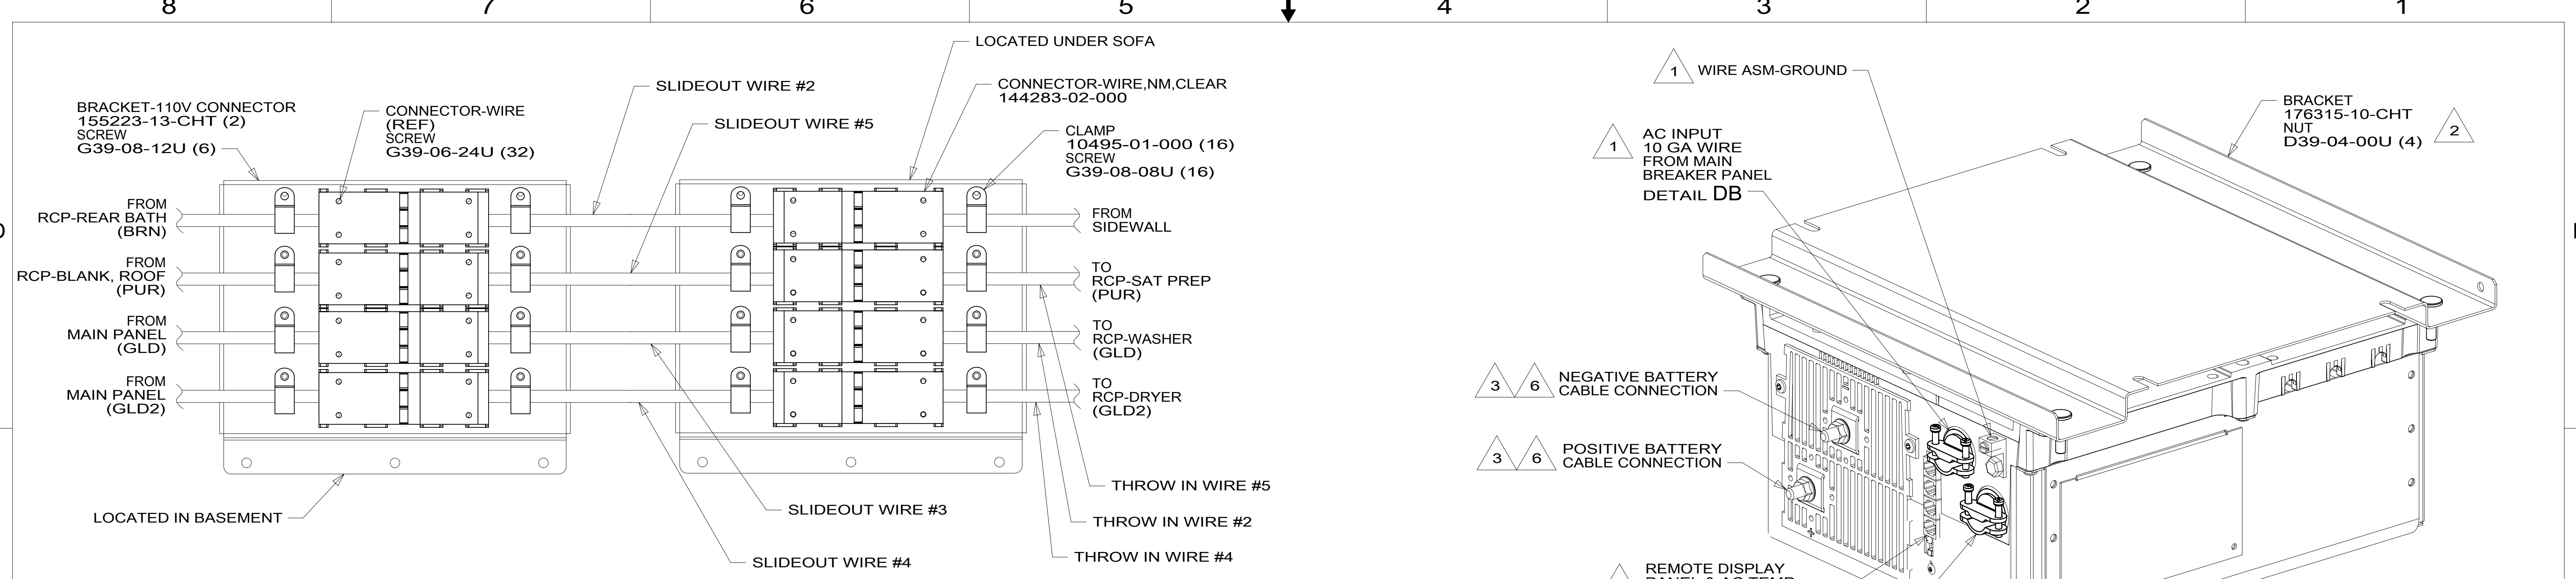 8 7 6 5 4 3 2 1
LOCATED UNDER SOFA
SLIDEOUT WIRE #2
CONNECTOR-WIRE,NM,CLEAR
144283-02-000
BRACKET-110V CONNECTOR
155223-13-CHT (2)
SCREW
G39-08-12U (6)
CONNECTOR-WIRE
(REF)
SCREW
G39-06-24U (32)
SLIDEOUT WIRE #5
CLAMP
10495-01-000 (16)
SCREW
G39-08-08U (16)
FROM
RCP-REAR BATH
(BRN)
FROM
RCP-BLANK, ROOF
(PUR)
FROM
MAIN PANEL
(GLD)
FROM
MAIN PANEL
(GLD2)
FROM
SIDEWALL
TO
RCP-SAT PREP
(PUR)
TO
RCP-WASHER
(GLD)
TO
RCP-DRYER
(GLD2)
LOCATED IN BASEMENT
SLIDEOUT WIRE #3
SLIDEOUT WIRE #4
THROW IN WIRE #5
THROW IN WIRE #2
THROW IN WIRE #4
1 WIRE ASM-GROUND
1
AC INPUT
10 GA WIRE
FROM MAIN
BREAKER PANEL
DETAIL DB
BRACKET
176315-10-CHT
NUT
D39-04-00U (4)
2
3 6 NEGATIVE BATTERY
CABLE CONNECTION
3 6 POSITIVE BATTERY
CABLE CONNECTION
REMOTE DISPLAY
PANEL & AC TEMP